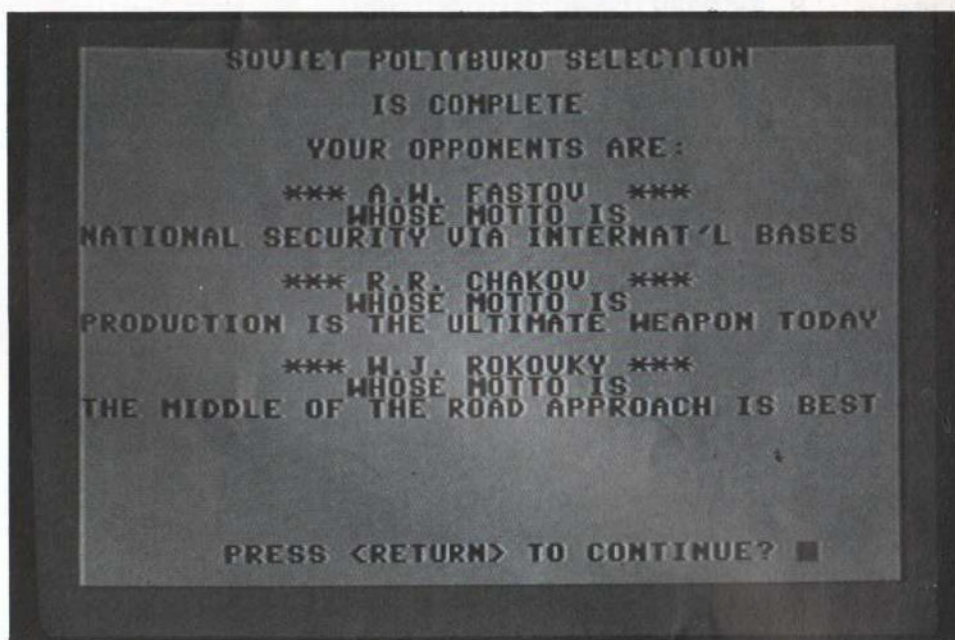 SOVIET POLITBURO SELECTION
IS COMPLETE
YOUR OPPONENTS ARE:
*** A.W. FASTOV ***
WHOSE MOTTO IS
NATIONAL SECURITY VIA INTERNAT'L BASES
*** R.R. CHAKOV ***
WHOSE MOTTO IS
PRODUCTION IS THE ULTIMATE WEAPON TODAY
*** W.J. ROKOVKY ***
WHOSE MOTTO IS
THE MIDDLE OF THE ROAD APPROACH IS BEST
PRESS <RETURN> TO CONTINUE?